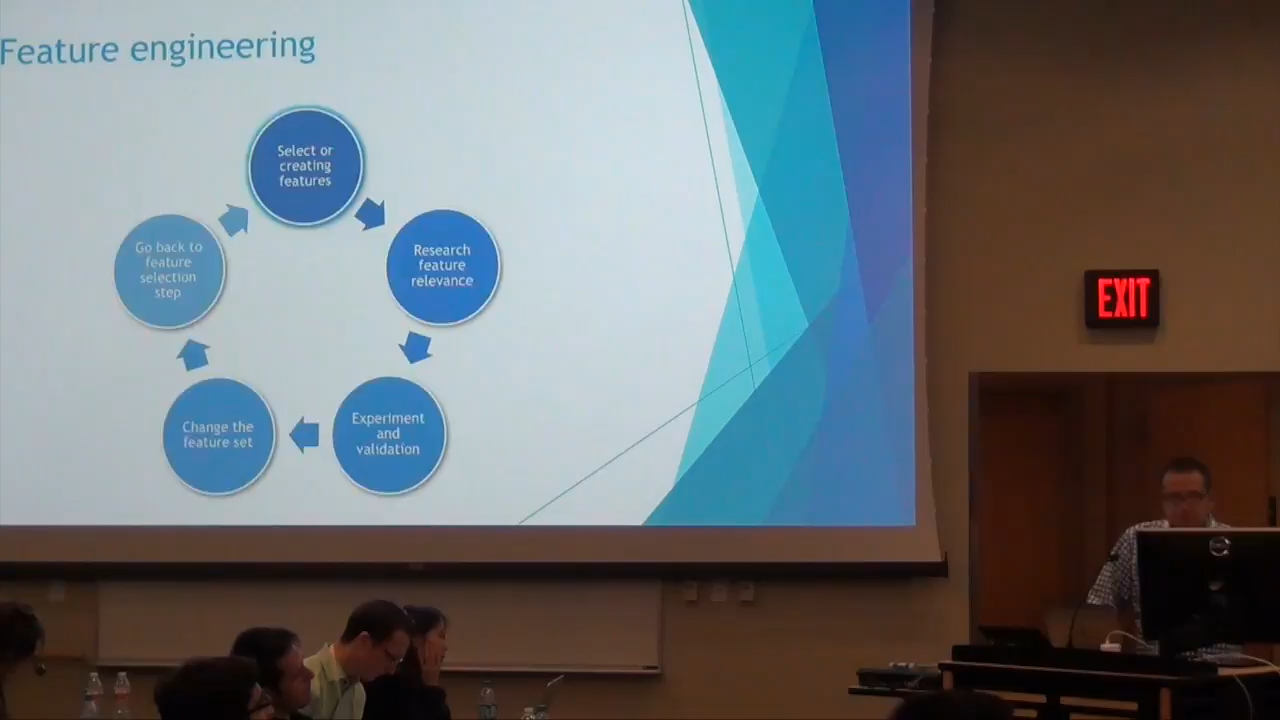 Feature engineering
Select or
creating
features
Research
feature
relevance
Experiment
and
validation
Change the
feature set
Go back to
feature
selection
step
EXIT